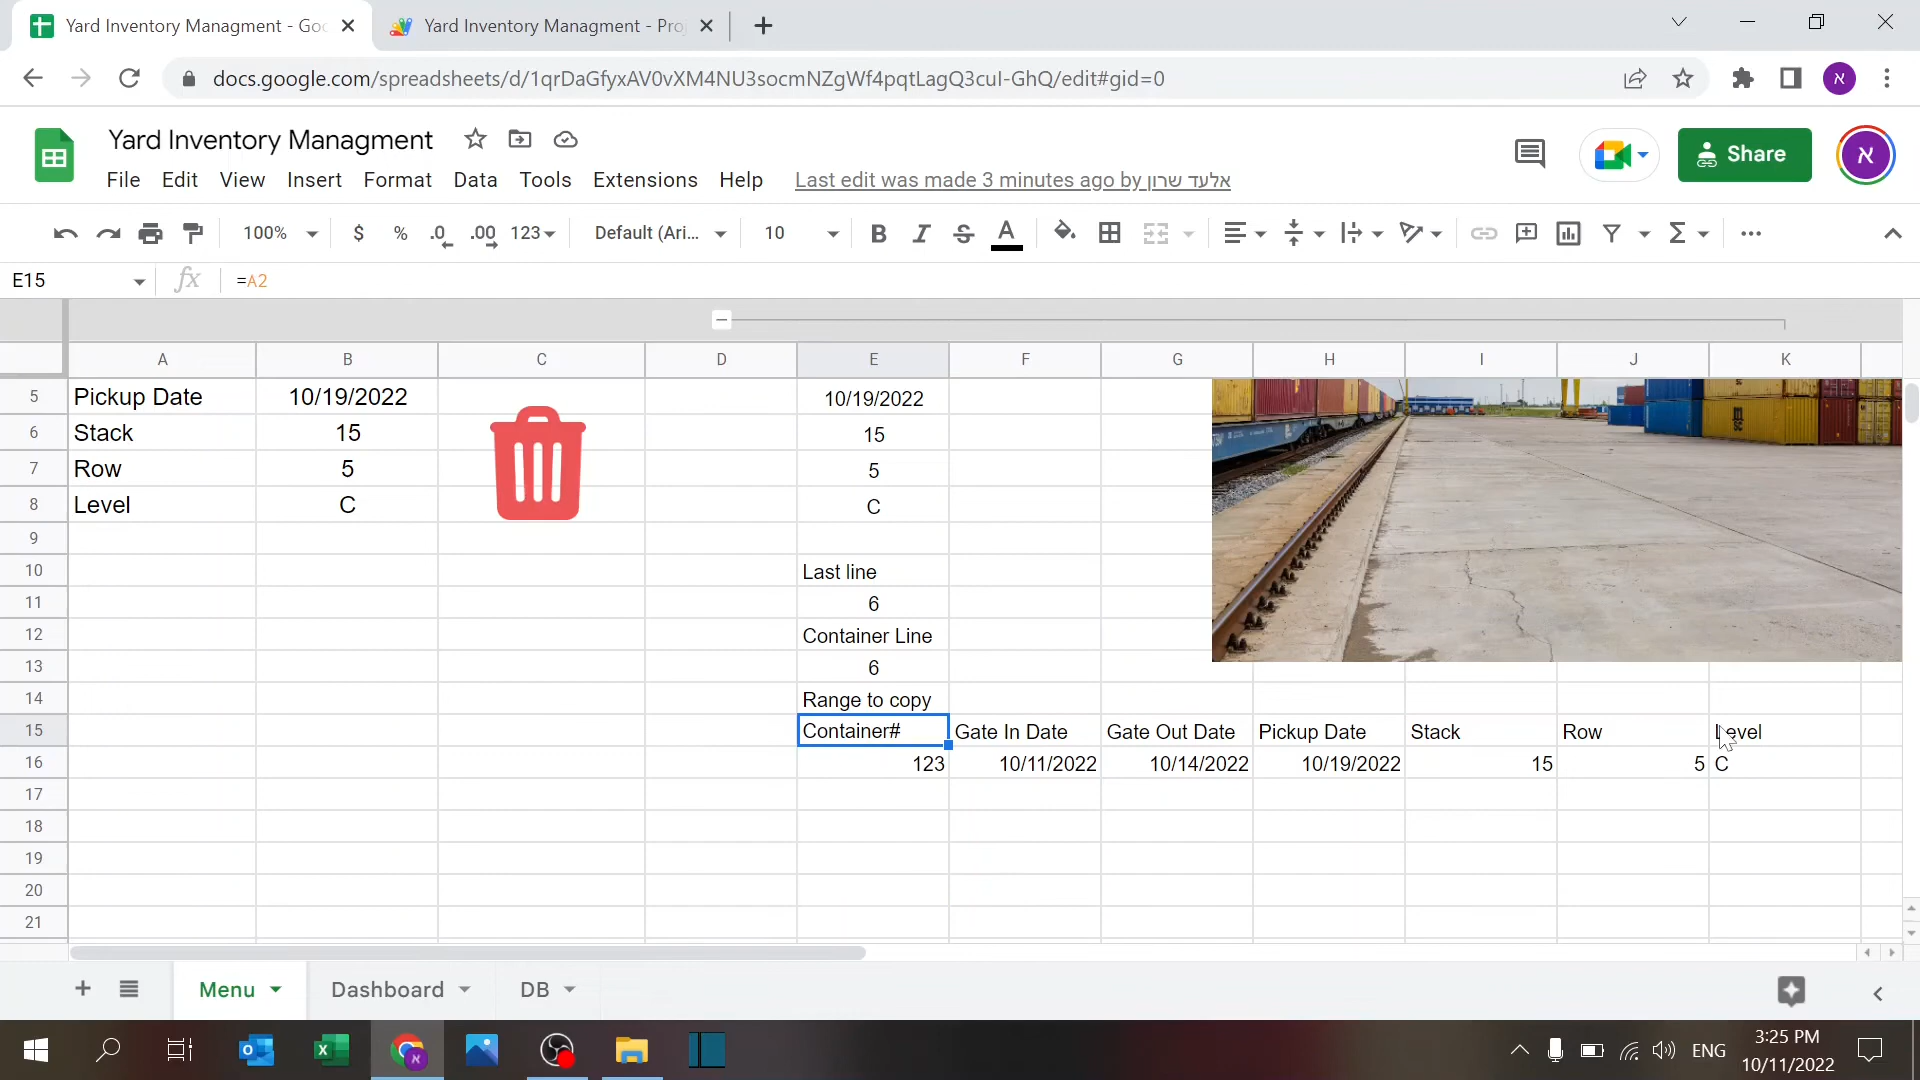 Yard Inventory Managment - Goo
Yard Inventory Managment - Proj
docs.google.com/spreadsheets/d/1qrDaGfyxAV0vXM4NU3socmNZgWf4pqtLagQ3cuI-GhQ/edit#gid=0
א
Yard Inventory Managment
Share
א
File Edit View Insert Format Data Tools Extensions Help Last edit was made 3 minutes ago by אלעד שרון
100% $ % .0 .00 123 Default (Ari... 10 B I S A
E15 fx =A2
A B C D E F G H I J K
5 Pickup Date 10/19/2022 10/19/2022
6 Stack 15 15
7 Row 5 5
8 Level C C
9
10 Last line
11 6
12 Container Line
13 6
14 Range to copy
15 Container# Gate In Date Gate Out Date Pickup Date Stack Row Level
16 123 10/11/2022 10/14/2022 10/19/2022 15 5 C
17
18
19
20
21
Menu Dashboard DB
ENG
3:25 PM
10/11/2022